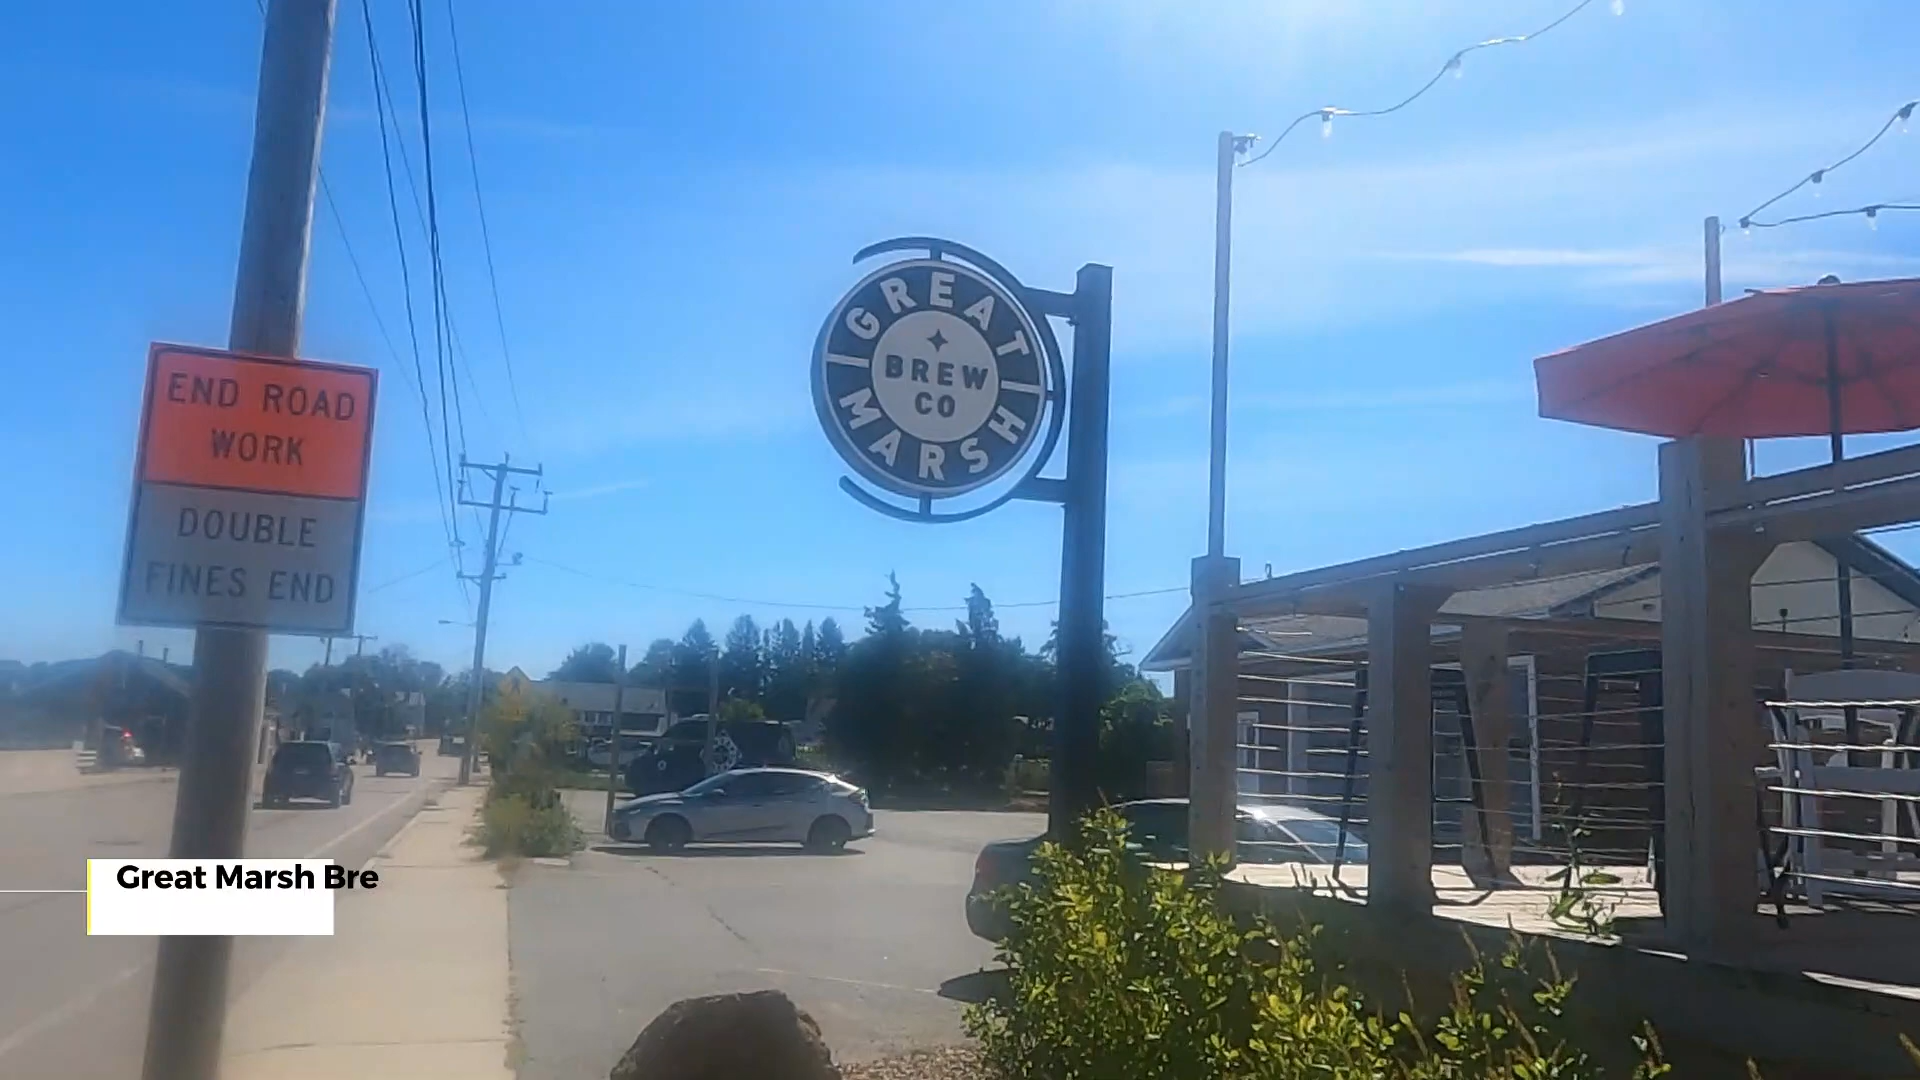 END ROAD
WORK
DOUBLE
FINES END
GREAT
BREW
CO
MARSH
Great Marsh Bre